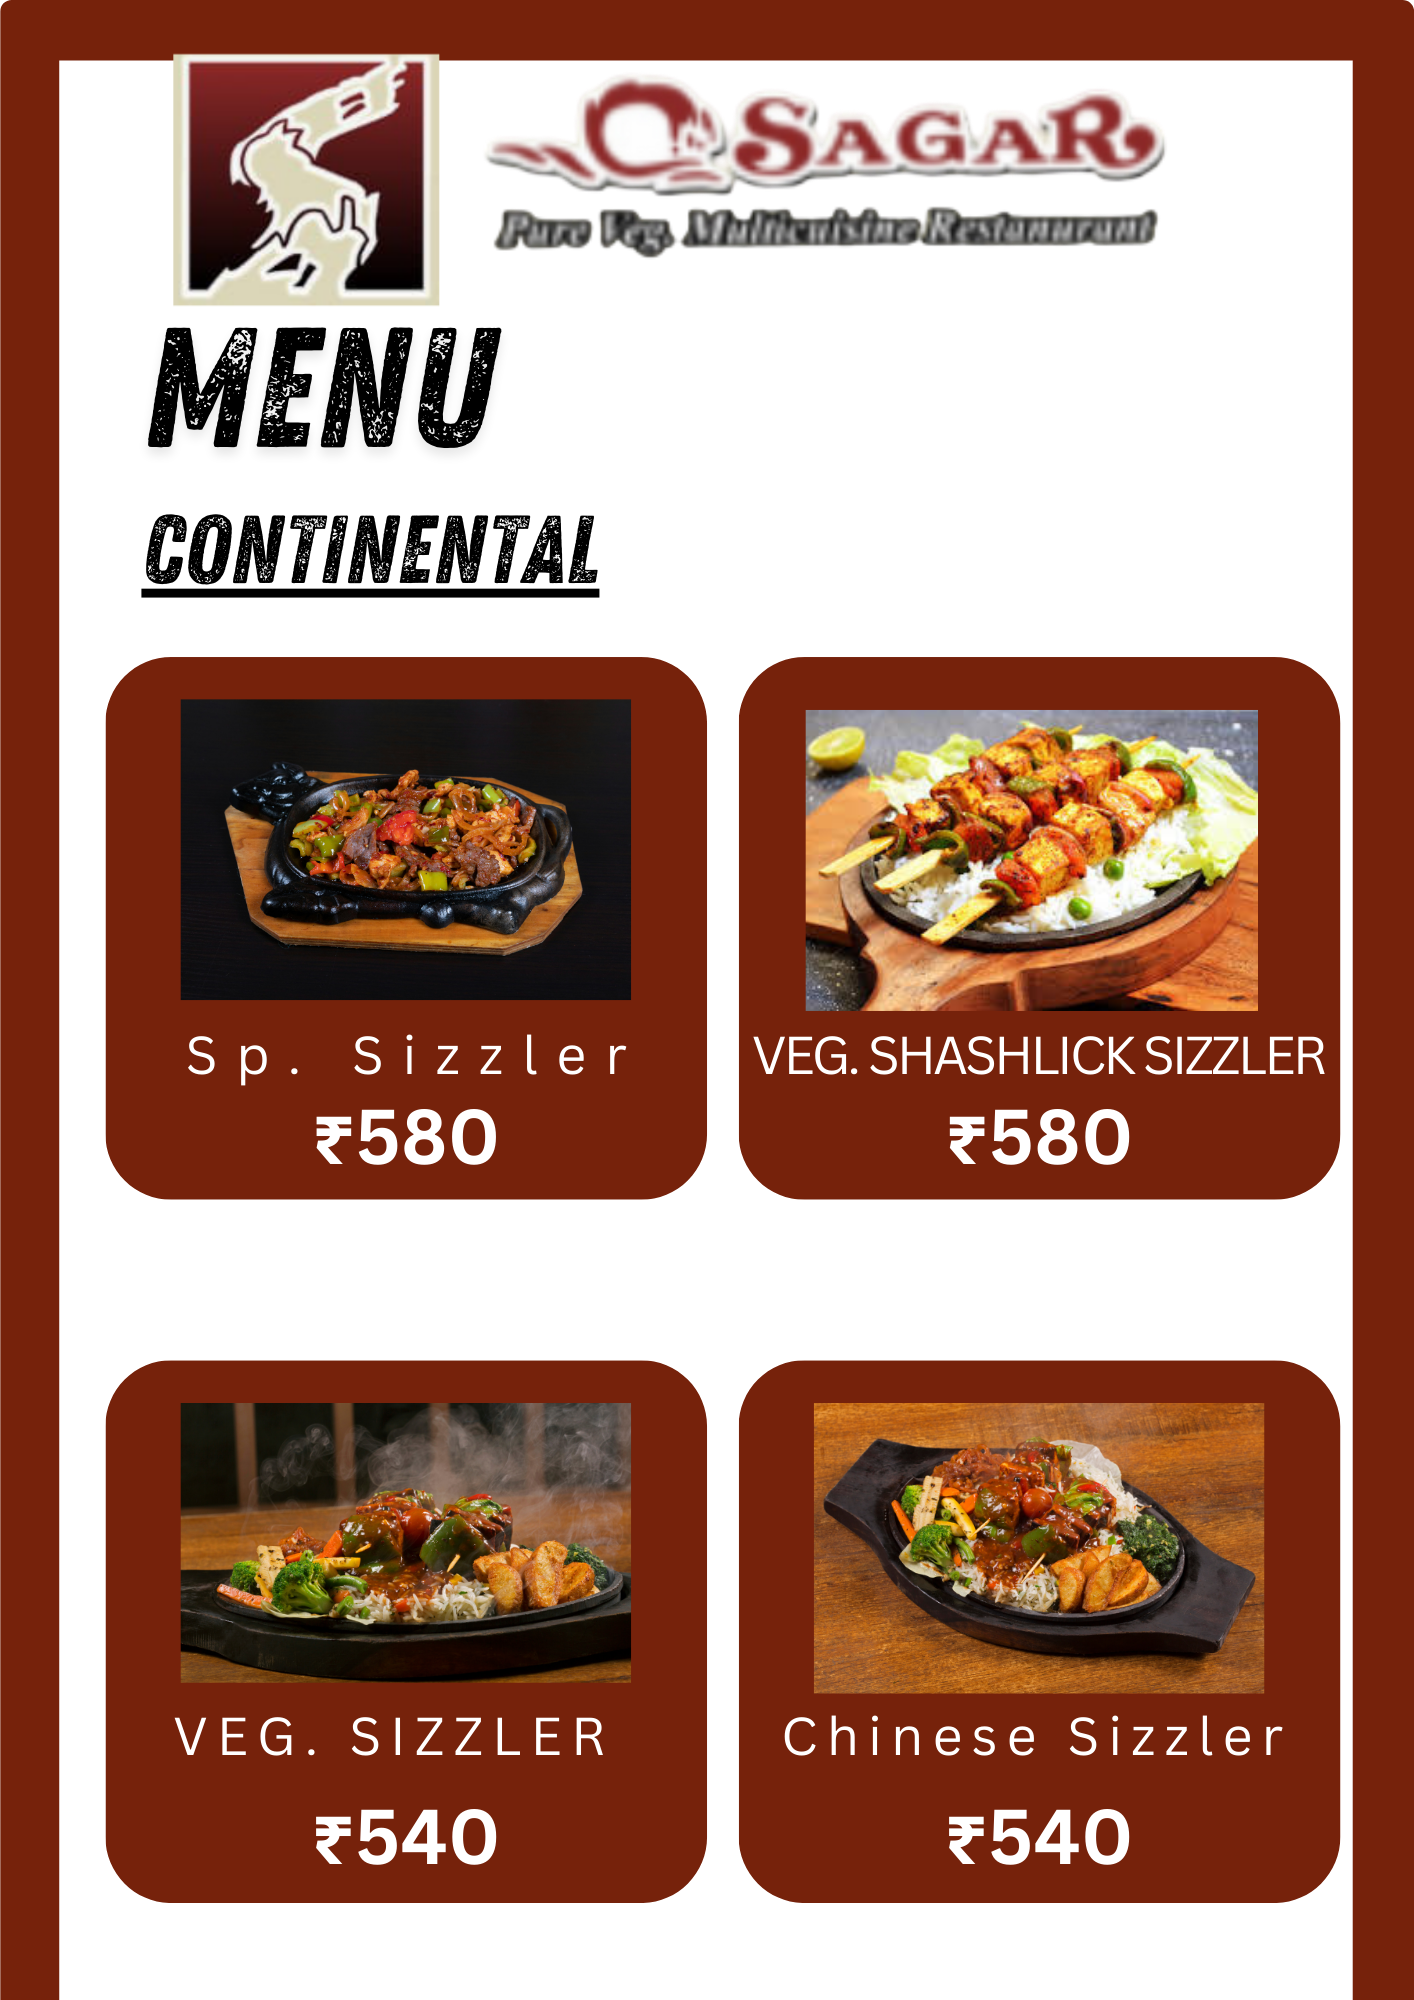 SAGAR
Pure Veg. Multicuisine Restanurant
MENU
CONTINENTAL
Sp. Sizzler
₹580
VEG. SHASHLICK SIZZLER
₹580
VEG. SIZZLER
₹540
Chinese Sizzler
₹540